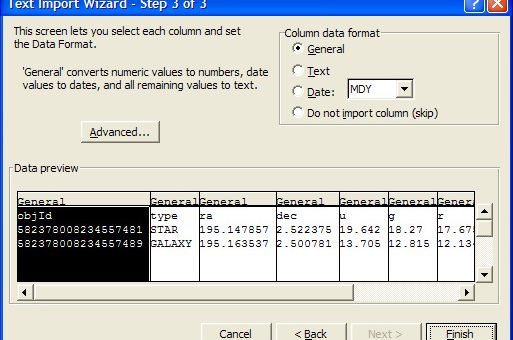 Text Import Wizard - Step 3 of 3
This screen lets you select each column and set
the Data Format.
'General' converts numeric values to numbers, date
values to dates, and all remaining values to text.
Advanced...
Column data format
General
Text
Date: MDY
Do not import column (skip)
Data preview
General General General General General General General
objId type ra dec u g r
582378008234557481 STAR 195.147857 2.522375 19.642 18.27 17.675
582378008234557489 GALAXY 195.163537 2.500781 13.705 12.815 12.134
Cancel < Back Next > Finish